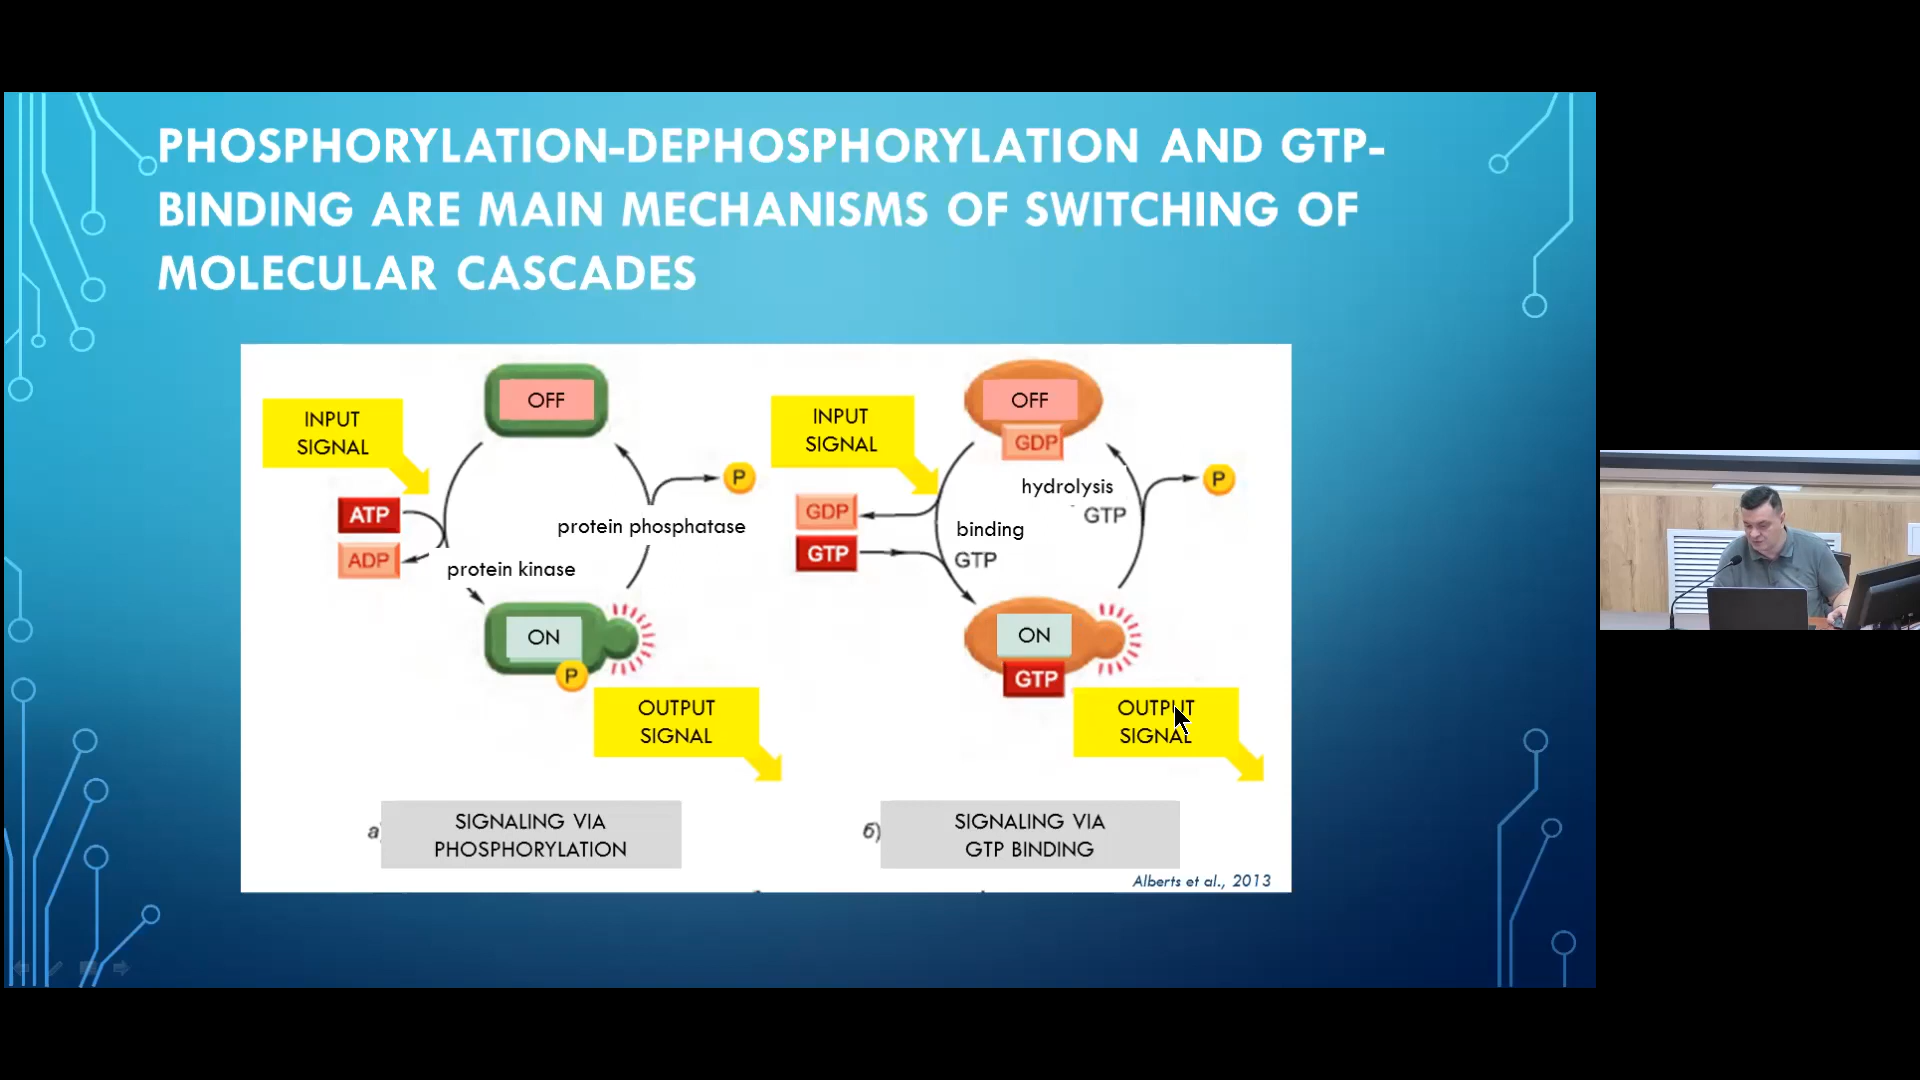 PHOSPHORYLATION-DEPHOSPHORYLATION AND GTP-
BINDING ARE MAIN MECHANISMS OF SWITCHING OF
MOLECULAR CASCADES
OFF
INPUT
SIGNAL
ATP
ADP
P
protein phosphatase
protein kinase
ON
P
OUTPUT
SIGNAL
а)
SIGNALING VIA
PHOSPHORYLATION
OFF
GDP
INPUT
SIGNAL
GDP
GTP
hydrolysis
GTP
P
binding
GTP
ON
GTP
OUTPUT
SIGNAL
б)
SIGNALING VIA
GTP BINDING
Alberts et al., 2013